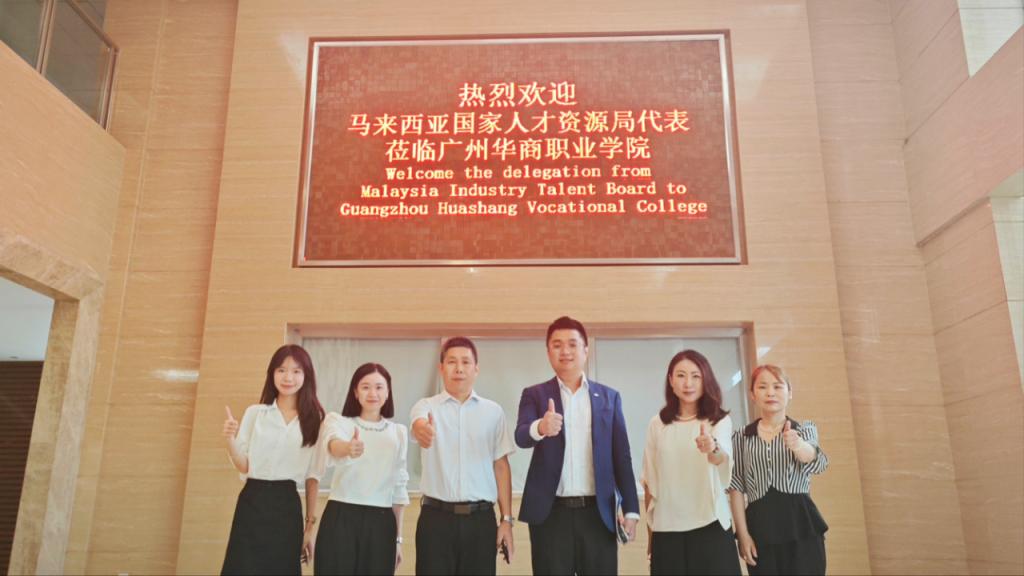 热烈欢迎
马来西亚国家人才资源局代表
莅临广州华商职业学院
Welcome the delegation from
Malaysia Industry Talent Board to
Guangzhou Huashang Vocational College